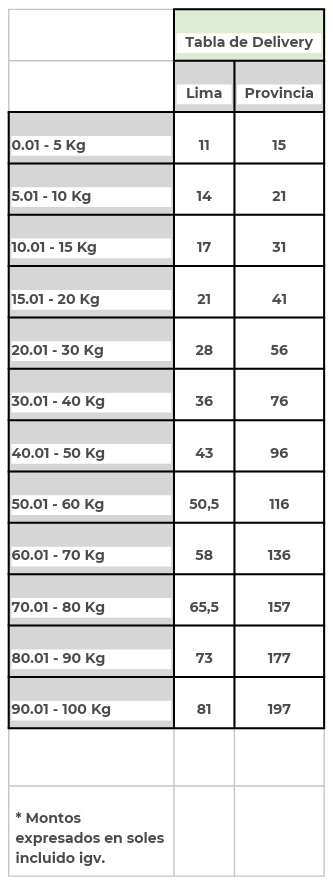 Tabla de Delivery
Lima Provincia
0.01 - 5 Kg 11 15
5.01 - 10 Kg 14 21
10.01 - 15 Kg 17 31
15.01 - 20 Kg 21 41
20.01 - 30 Kg 28 56
30.01 - 40 Kg 36 76
40.01 - 50 Kg 43 96
50.01 - 60 Kg 50,5 116
60.01 - 70 Kg 58 136
70.01 - 80 Kg 65,5 157
80.01 - 90 Kg 73 177
90.01 - 100 Kg 81 197
* Montos
expresados en soles
incluido igv.